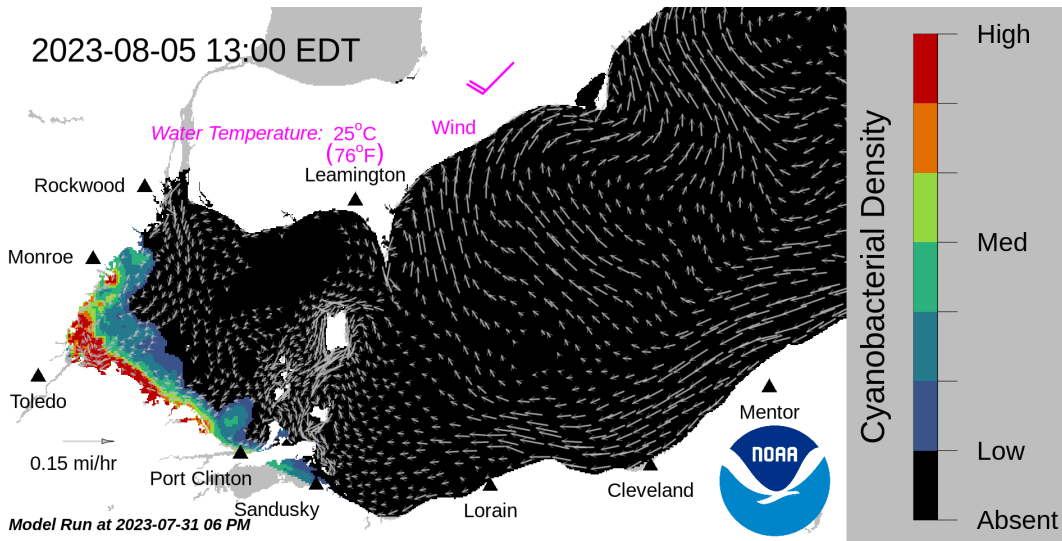 2023-08-05 13:00 EDT
High
Water Temperature: 25°C
(76°F)
Wind
Leamington
Rockwood
Monroe
Med
Cyanobacterial Density
Toledo
Mentor
NOAA
0.15 mi/hr
Port Clinton
Sandusky
Lorain
Cleveland
Low
Model Run at 2023-07-31 06 PM
Absent